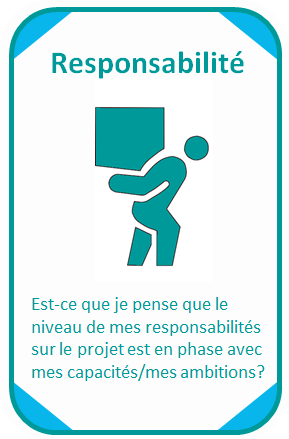 Responsabilité
Est-ce que je pense que le
niveau de mes responsabilités
sur le projet est en phase avec
mes capacités/mes ambitions?